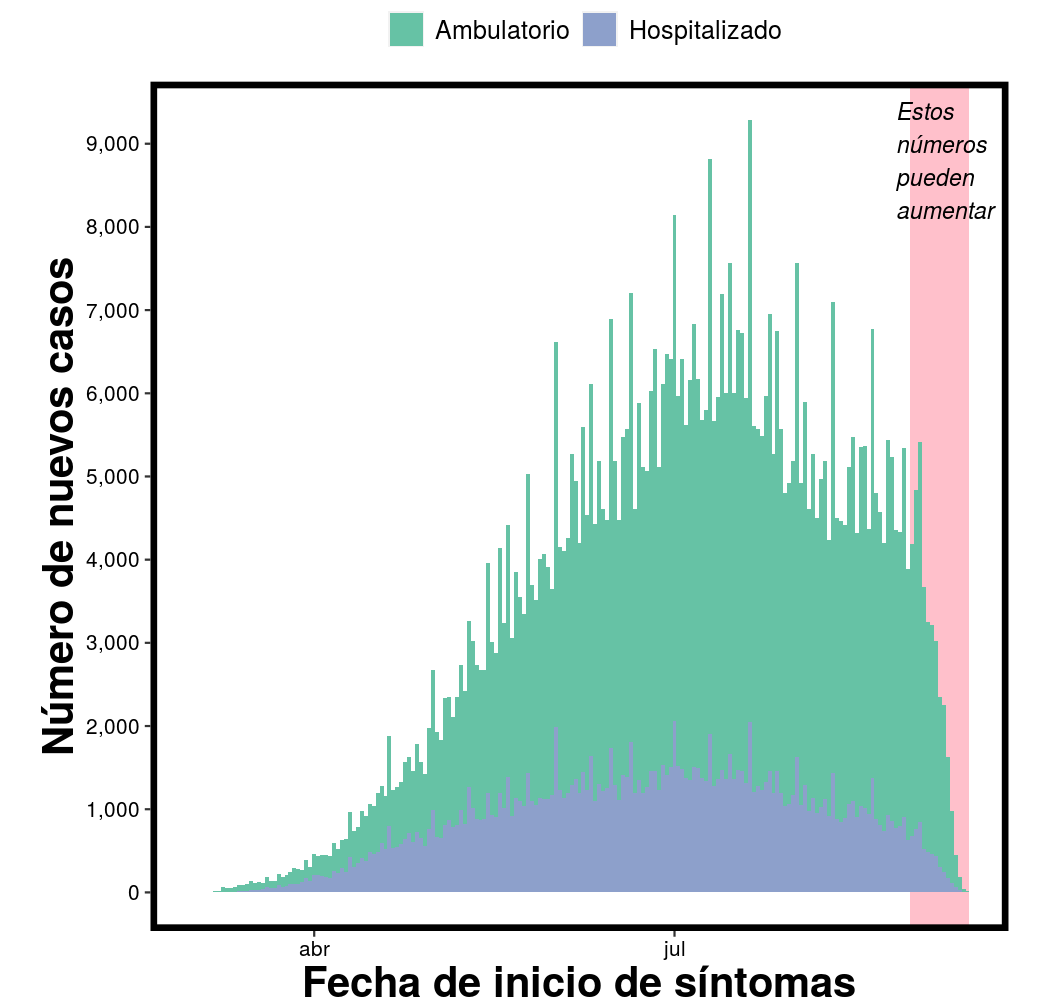 Ambulatorio Hospitalizado
Estos
números
pueden
aumentar
9,000
8,000
7,000
6,000
5,000
4,000
3,000
2,000
1,000
0
Número de nuevos casos
abr jul
Fecha de inicio de síntomas